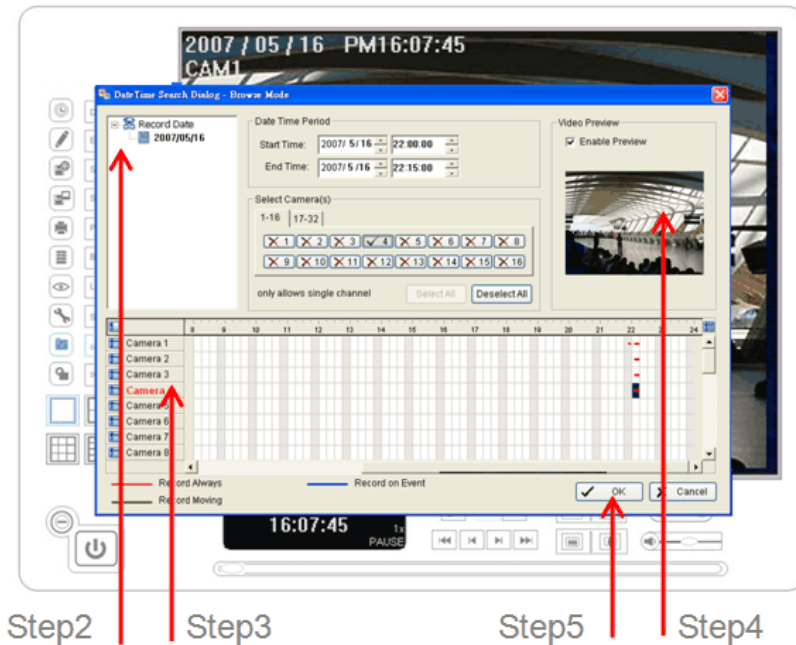 2007 / 05 / 16 PM16:07:45
CAM1
DateTime Search Dialog - Browse Mode
Record Date
2007/05/16
Date Time Period
Start Time: 2007/ 5/16 22:00:00
End Time: 2007/ 5 /16 22:15:00
Select Camera(s)
1-16 17-32
1 2 3 4 5 6 7 8
9 10 11 12 13 14 15 16
only allows single channel Select All Deselect All
Video Preview
Enable Preview
8 9 10 11 12 13 14 15 16 17 18 19 20 21 22 23 24
Camera 1
Camera 2
Camera 3
Camera
Camera 5
Camera 6
Camera 7
Camera 8
Record Always Record on Event
Record Moving
OK Cancel
16:07:45 1x
PAUSE
Step2 Step3 Step5 Step4